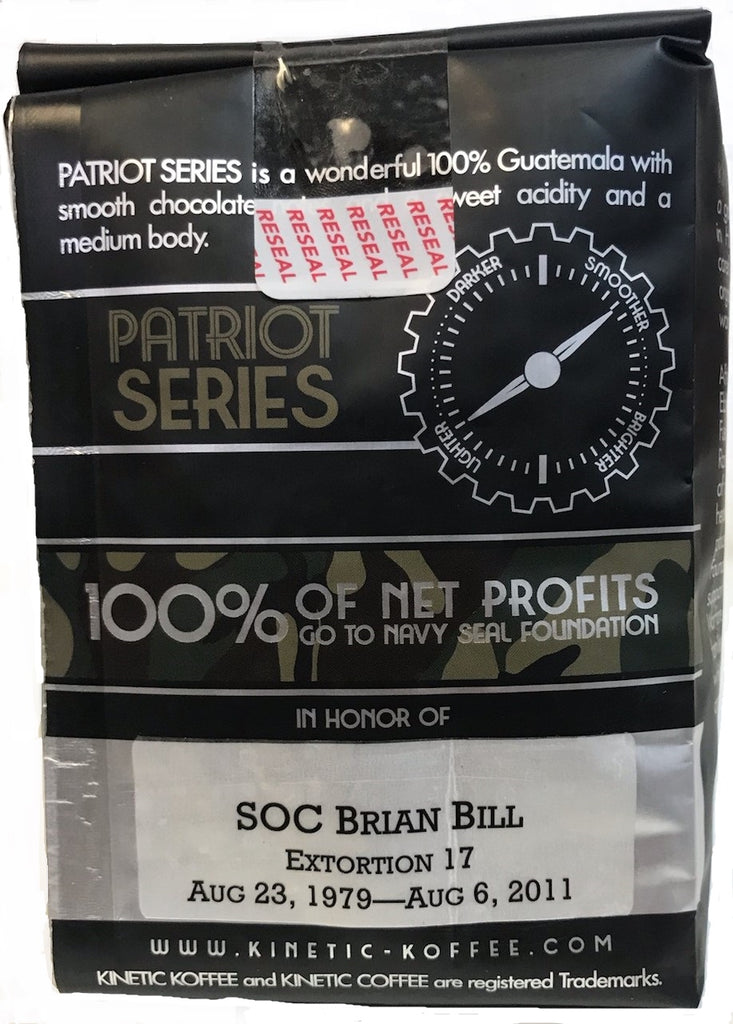 PATRIOT SERIES is a wonderful 100% Guatemala with
smooth chocolate sweet acidity and a
medium body.
RESEAL RESEAL RESEAL RESEAL RESEAL RESEAL
DARKER
SMOOTHER
PATRIOT
SERIES
LIGHTER
BRIGHTER
100% OF NET PROFITS
GO TO NAVY SEAL FOUNDATION
IN HONOR OF
SOC BRIAN BILL
EXTORTION 17
AUG 23, 1979—AUG 6, 2011
WWW.KINETIC-KOFFEE.COM
KINETIC KOFFEE and KINETIC COFFEE are registered Trademarks.